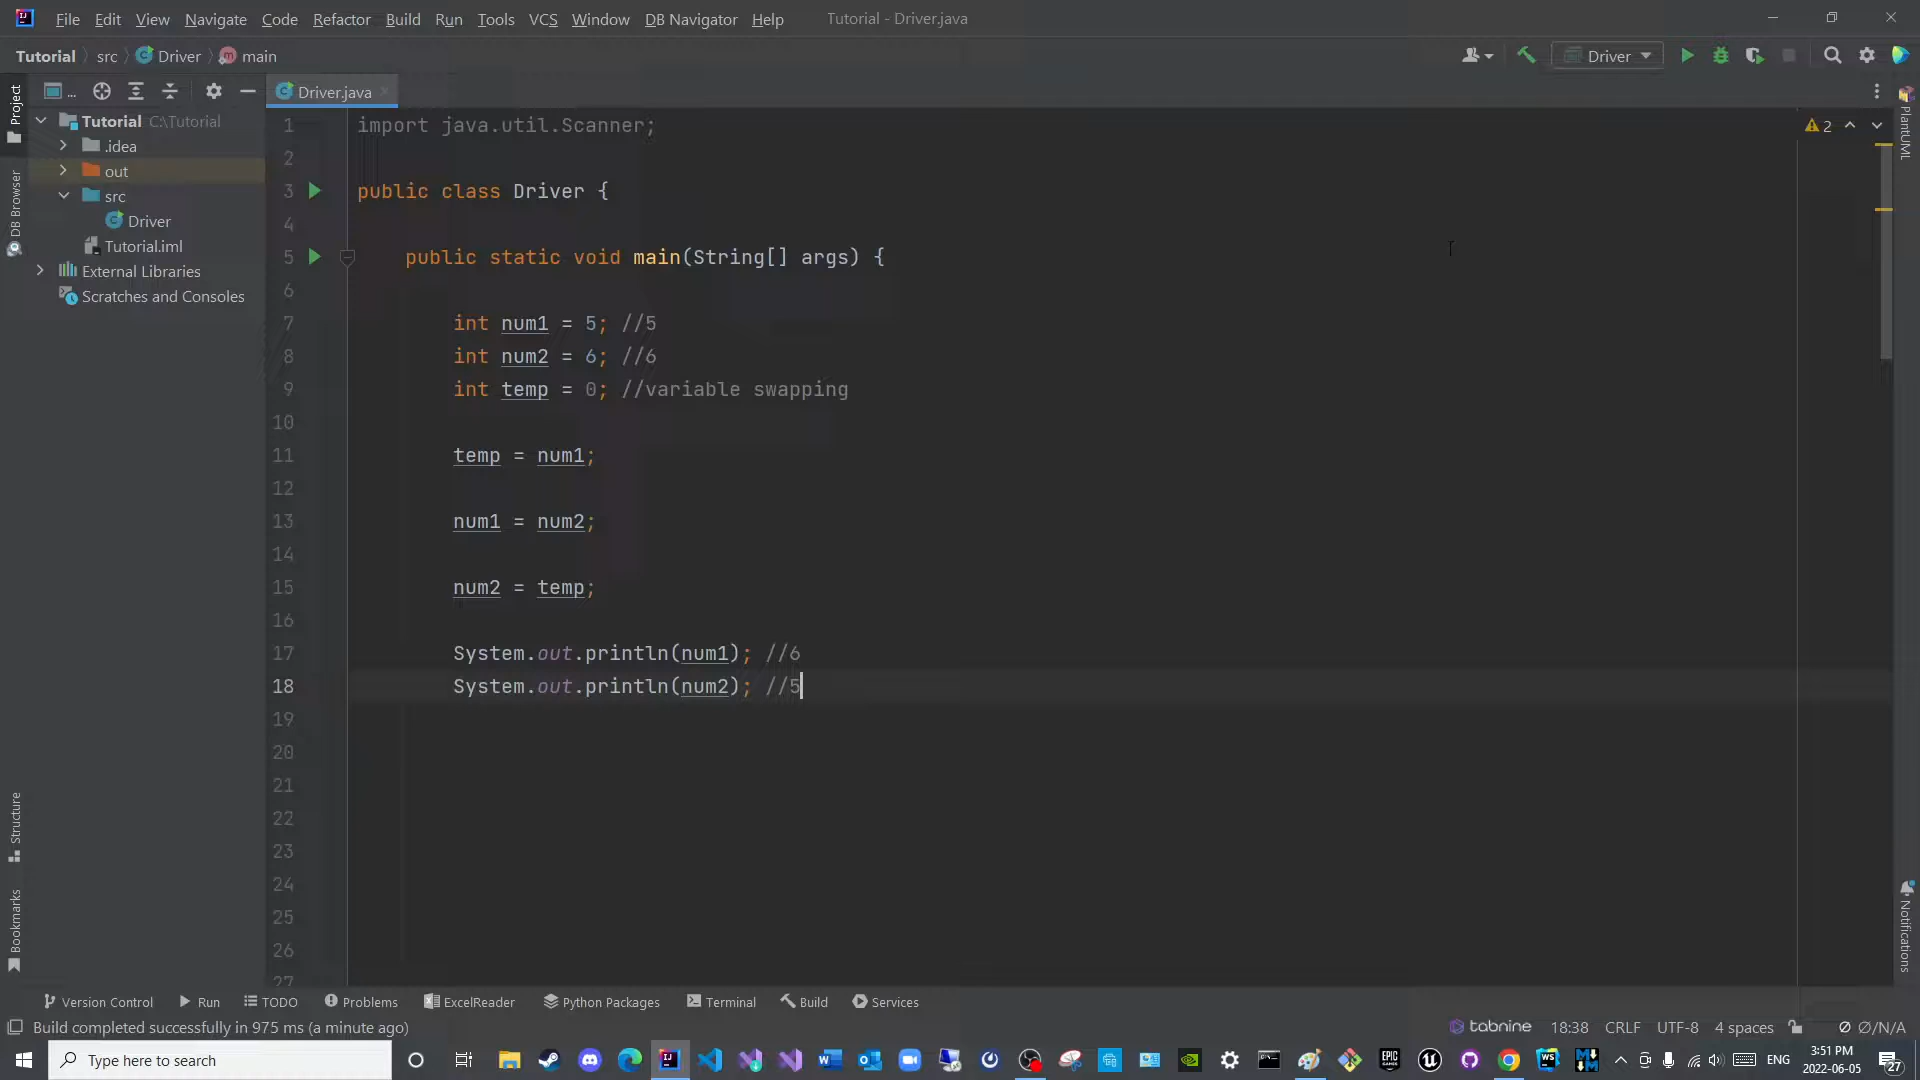 File Edit View Navigate Code Refactor Build Run Tools VCS Window DB Navigator Help Tutorial - Driver.java
Tutorial src Driver main Driver
... Driver.java
Project
DB Browser
Structure
Bookmarks
Tutorial C:\Tutorial
.idea
out
src
Driver
Tutorial.iml
External Libraries
Scratches and Consoles
1 import java.util.Scanner;
2
3 public class Driver {
4
5 public static void main(String[] args) {
6
7 int num1 = 5; //5
8 int num2 = 6; //6
9 int temp = 0; //variable swapping
10
11 temp = num1;
12
13 num1 = num2;
14
15 num2 = temp;
16
17 System.out.println(num1); //6
18 System.out.println(num2); //5
19
20
21
22
23
24
25
26
27
2
PlantUML
Notifications
Version Control Run TODO Problems ExcelReader Python Packages Terminal Build Services
Build completed successfully in 975 ms (a minute ago) tabnine 18:38 CRLF UTF-8 4 spaces Ø/N/A
Type here to search ENG 3:51 PM
2022-06-05 27